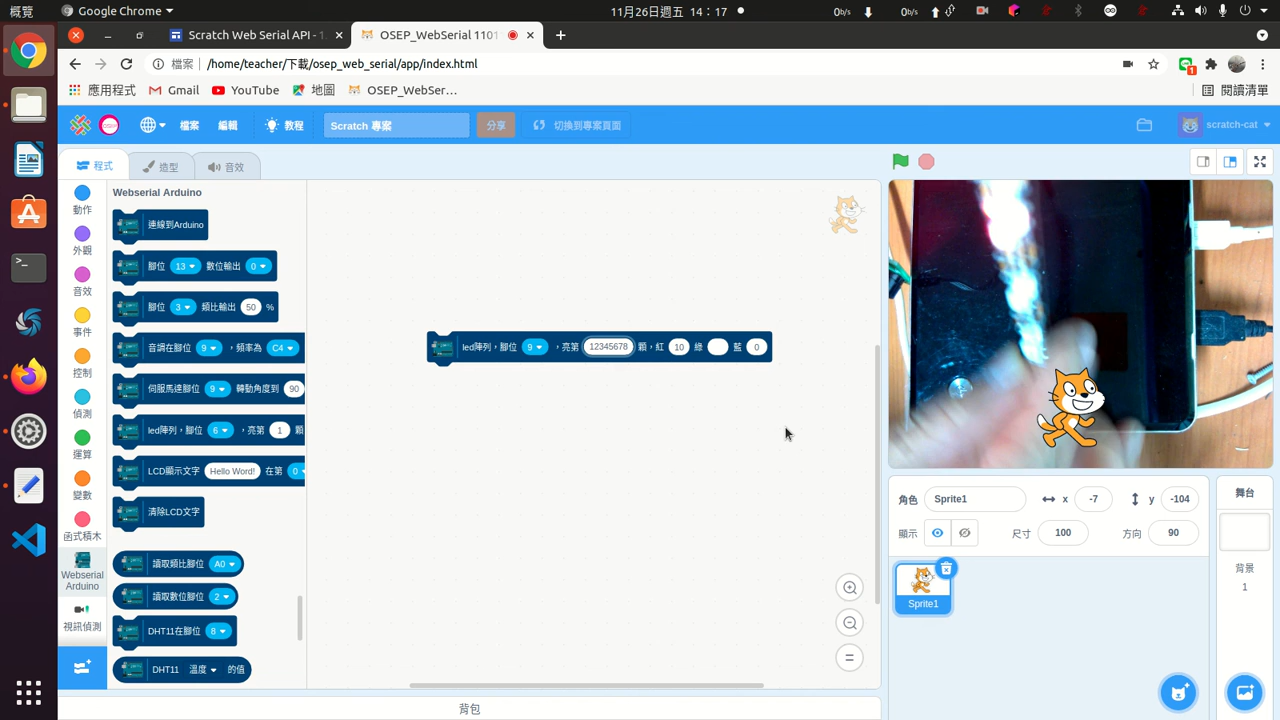 概覽
Google Chrome
11月26日週五 14：17
0b/s
0b/s
Scratch Web Serial API - 1
OSEP_WebSerial 1101
檔案
/home/teacher/下載/osep_web_serial/app/index.html
1
應用程式
Gmail
YouTube
地圖
OSEP_WebSer…
閱讀清單
檔案
編輯
教程
Scratch 專案
分享
切換到專案頁面
scratch-cat
程式
造型
音效
動作
外觀
音效
事件
控制
偵測
運算
變數
函式積木
Webserial Arduino
視訊偵測
Webserial Arduino
連線到Arduino
腳位 13 數位輸出 0
腳位 3 類比輸出 50 %
音調在腳位 9 ，頻率為 C4
伺服馬達腳位 9 轉動角度到 90
led陣列，腳位 6 ，亮第 1 顆
LCD顯示文字 Hello Word! 在第 0
清除LCD文字
讀取類比腳位 A0
讀取數位腳位 2
DHT11在腳位 8
DHT11 溫度 的值
led陣列，腳位 9 ，亮第 12345678 顆，紅 10 綠 藍 0
角色
Sprite1
x
-7
y
-104
顯示
尺寸
100
方向
90
Sprite1
舞台
背景
1
背包